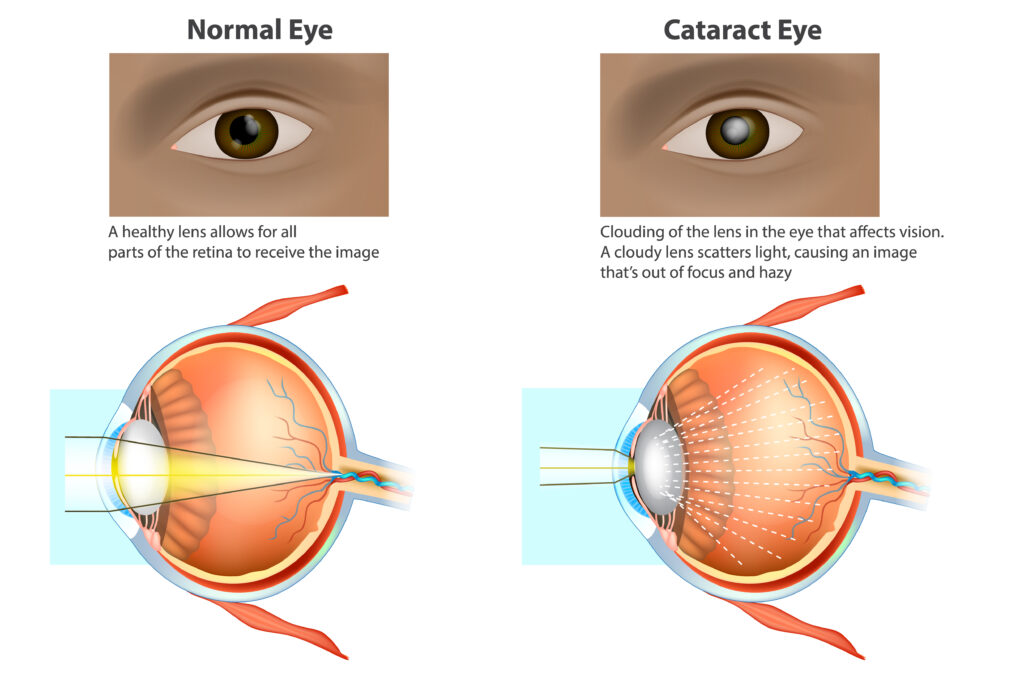 Normal Eye
A healthy lens allows for all
parts of the retina to receive the image
Cataract Eye
Clouding of the lens in the eye that affects vision.
A cloudy lens scatters light, causing an image
that's out of focus and hazy